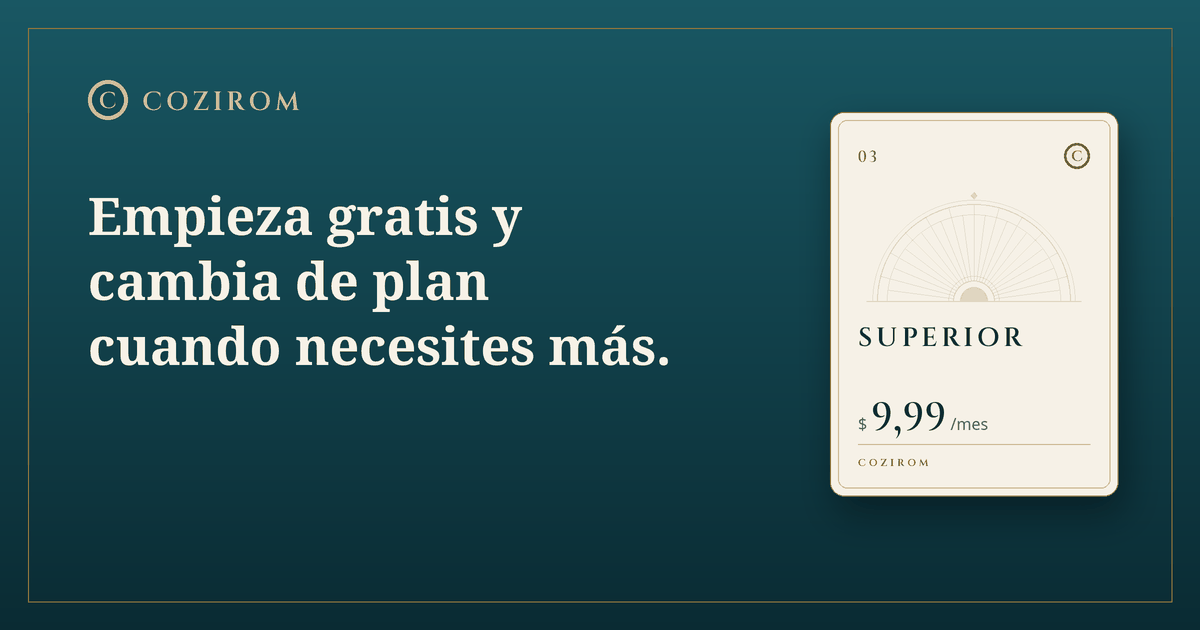 C COZIROM
Empieza gratis y
cambia de plan
cuando necesites más.
03 C
SUPERIOR
$ 9,99 /mes
COZIROM